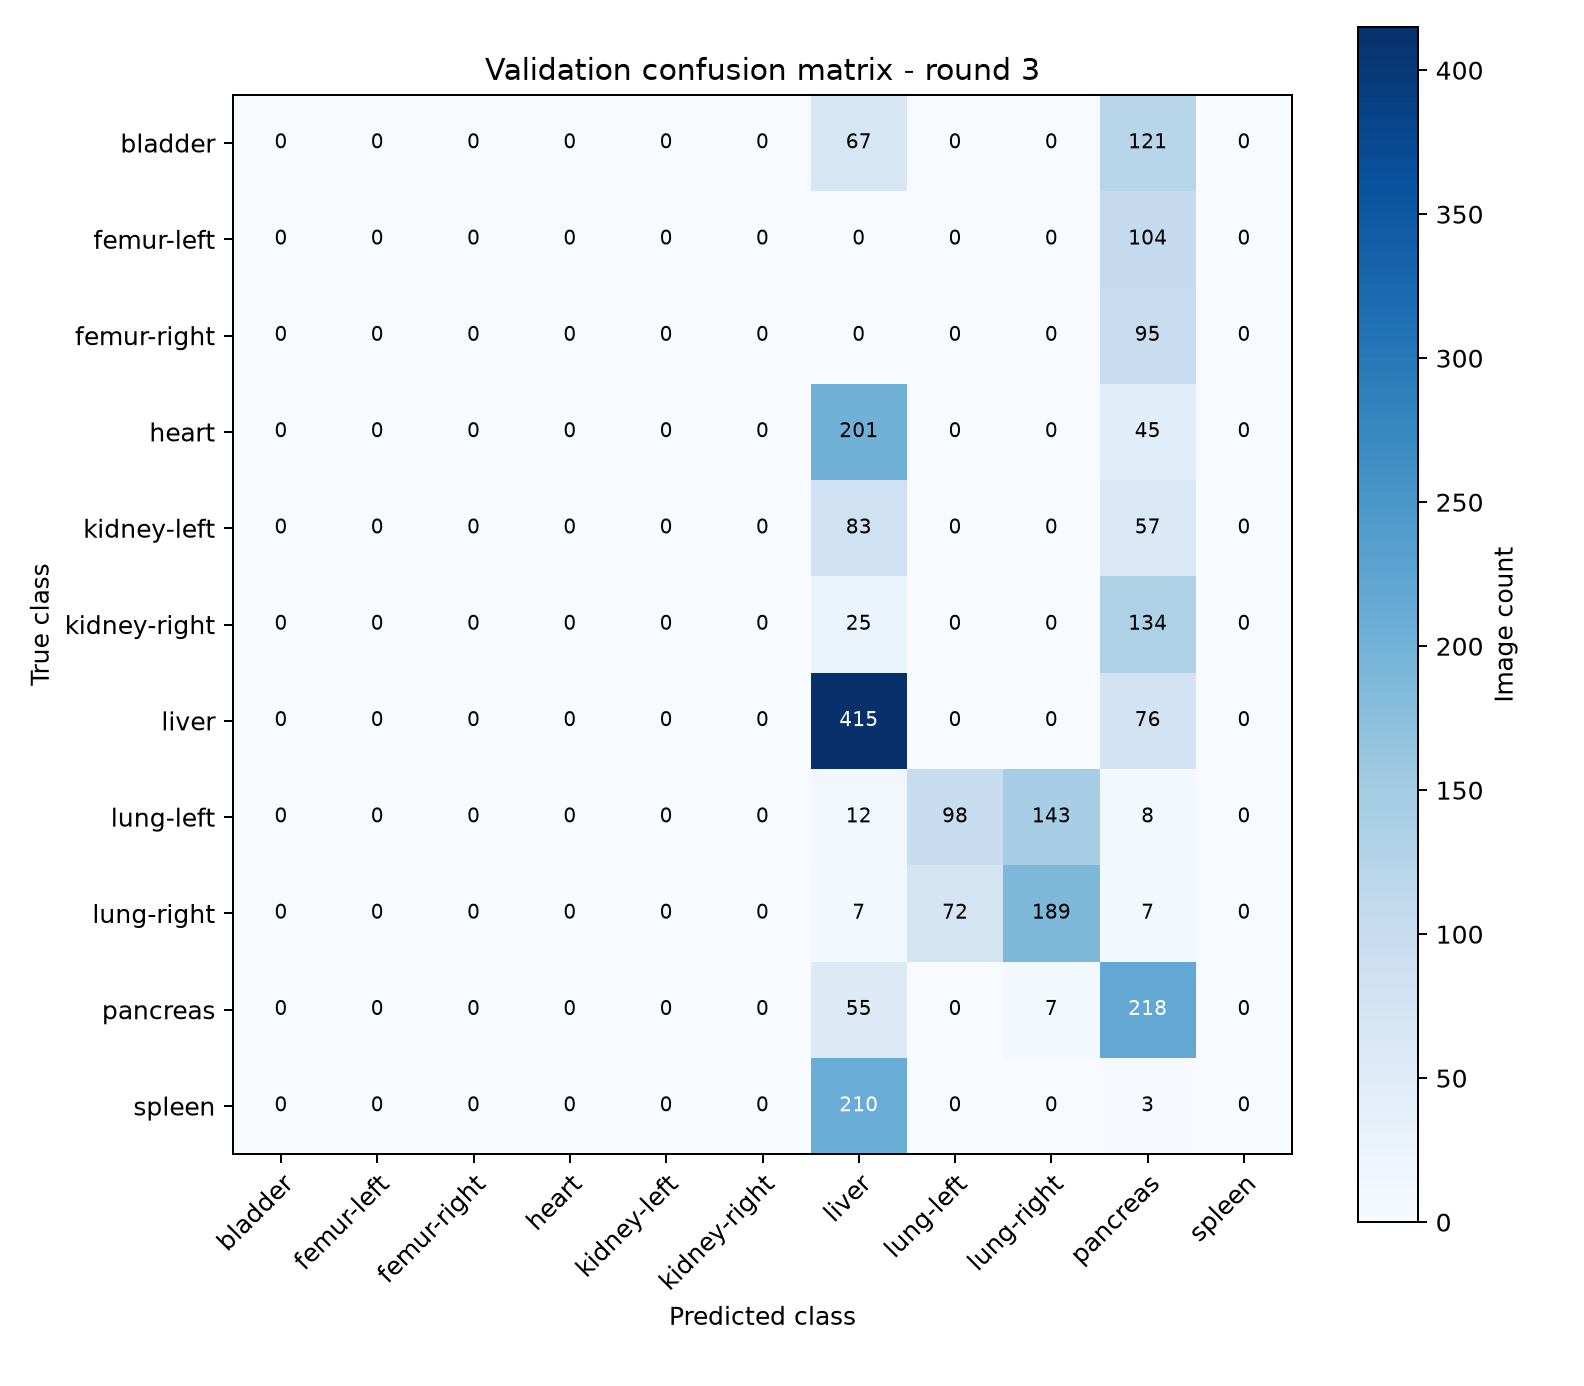 Validation confusion matrix - round 3
bladder 0 0 0 0 0 0 67 0 0 121 0
femur-left 0 0 0 0 0 0 0 0 0 104 0
femur-right 0 0 0 0 0 0 0 0 0 95 0
heart 0 0 0 0 0 0 201 0 0 45 0
kidney-left 0 0 0 0 0 0 83 0 0 57 0
kidney-right 0 0 0 0 0 0 25 0 0 134 0
liver 0 0 0 0 0 0 415 0 0 76 0
lung-left 0 0 0 0 0 0 12 98 143 8 0
lung-right 0 0 0 0 0 0 7 72 189 7 0
pancreas 0 0 0 0 0 0 55 0 7 218 0
spleen 0 0 0 0 0 0 210 0 0 3 0
bladder femur-left femur-right heart kidney-left kidney-right liver lung-left lung-right pancreas spleen
Predicted class
True class
400
350
300
250
200
150
100
50
0
Image count